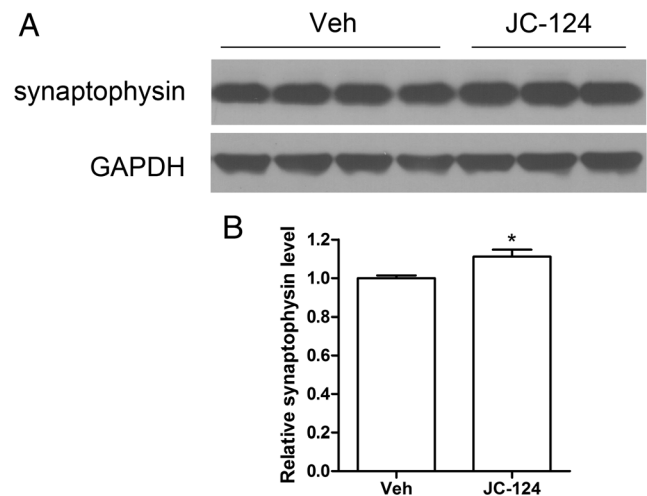 A
Veh JC-124
synaptophysin
GAPDH
B
Relative synaptophysin level
1.2
1.0
0.8
0.6
0.4
0.2
0.0
*
Veh JC-124